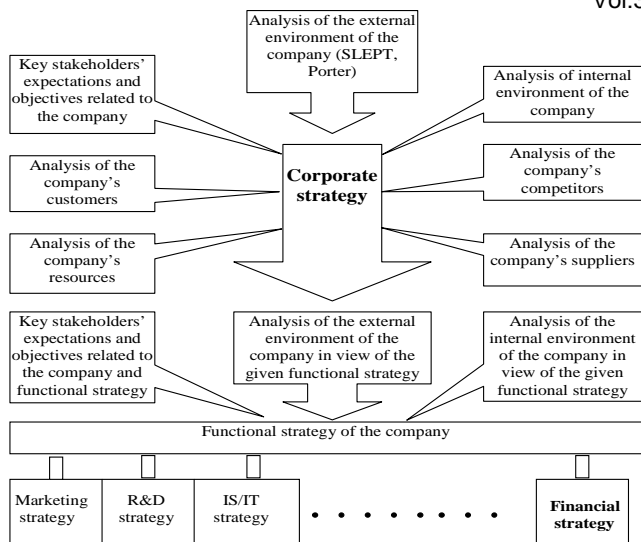 Vol.
Analysis of the external
environment of the
company (SLEPT,
Porter)
Key stakeholders'
expectations and
objectives related to
the company
Analysis of internal
environment of the
company
Analysis of the
company's
customers
Corporate
strategy
Analysis of the
company's
competitors
Analysis of the
company's
resources
Analysis of the
company's suppliers
Key stakeholders'
expectations and
objectives related to
the company and
functional strategy
Analysis of the external
environment of the
company in view of the
given functional strategy
Analysis of the
internal environment
of the company in
view of the given
functional strategy
Functional strategy of the company
Marketing
strategy
R&D
strategy
IS/IT
strategy
. . . . . . . .
Financial
strategy